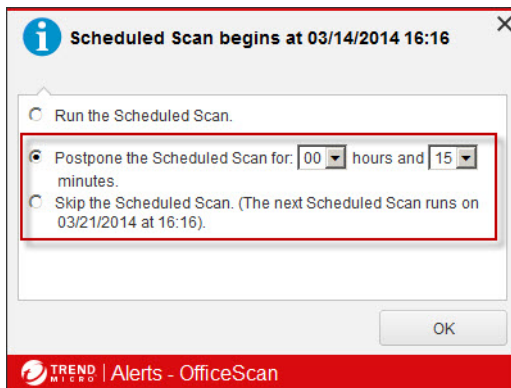 Scheduled Scan begins at 03/14/2014 16:16
Run the Scheduled Scan.
Postpone the Scheduled Scan for: 00 hours and 15
minutes.
Skip the Scheduled Scan. (The next Scheduled Scan runs on
03/21/2014 at 16:16).
OK
TREND MICRO | Alerts - OfficeScan